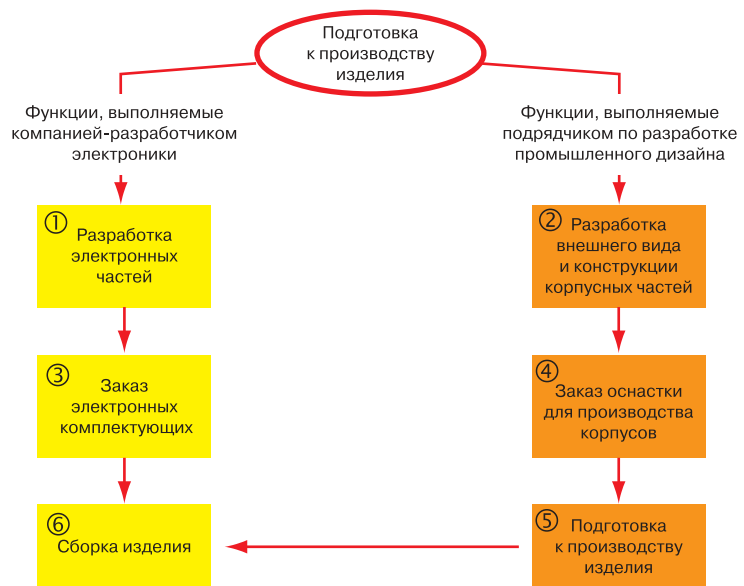 Подготовка
к производству
изделия
Функции, выполняемые
компанией-разработчиком
электроники
Функции, выполняемые
подрядчиком по разработке
промышленного дизайна
①
Разработка
электронных
частей
②
Разработка
внешнего вида
и конструкции
корпусных частей
③
Заказ
электронных
комплектующих
④
Заказ оснастки
для производства
корпусов
⑥
Сборка изделия
⑤
Подготовка
к производству
изделия